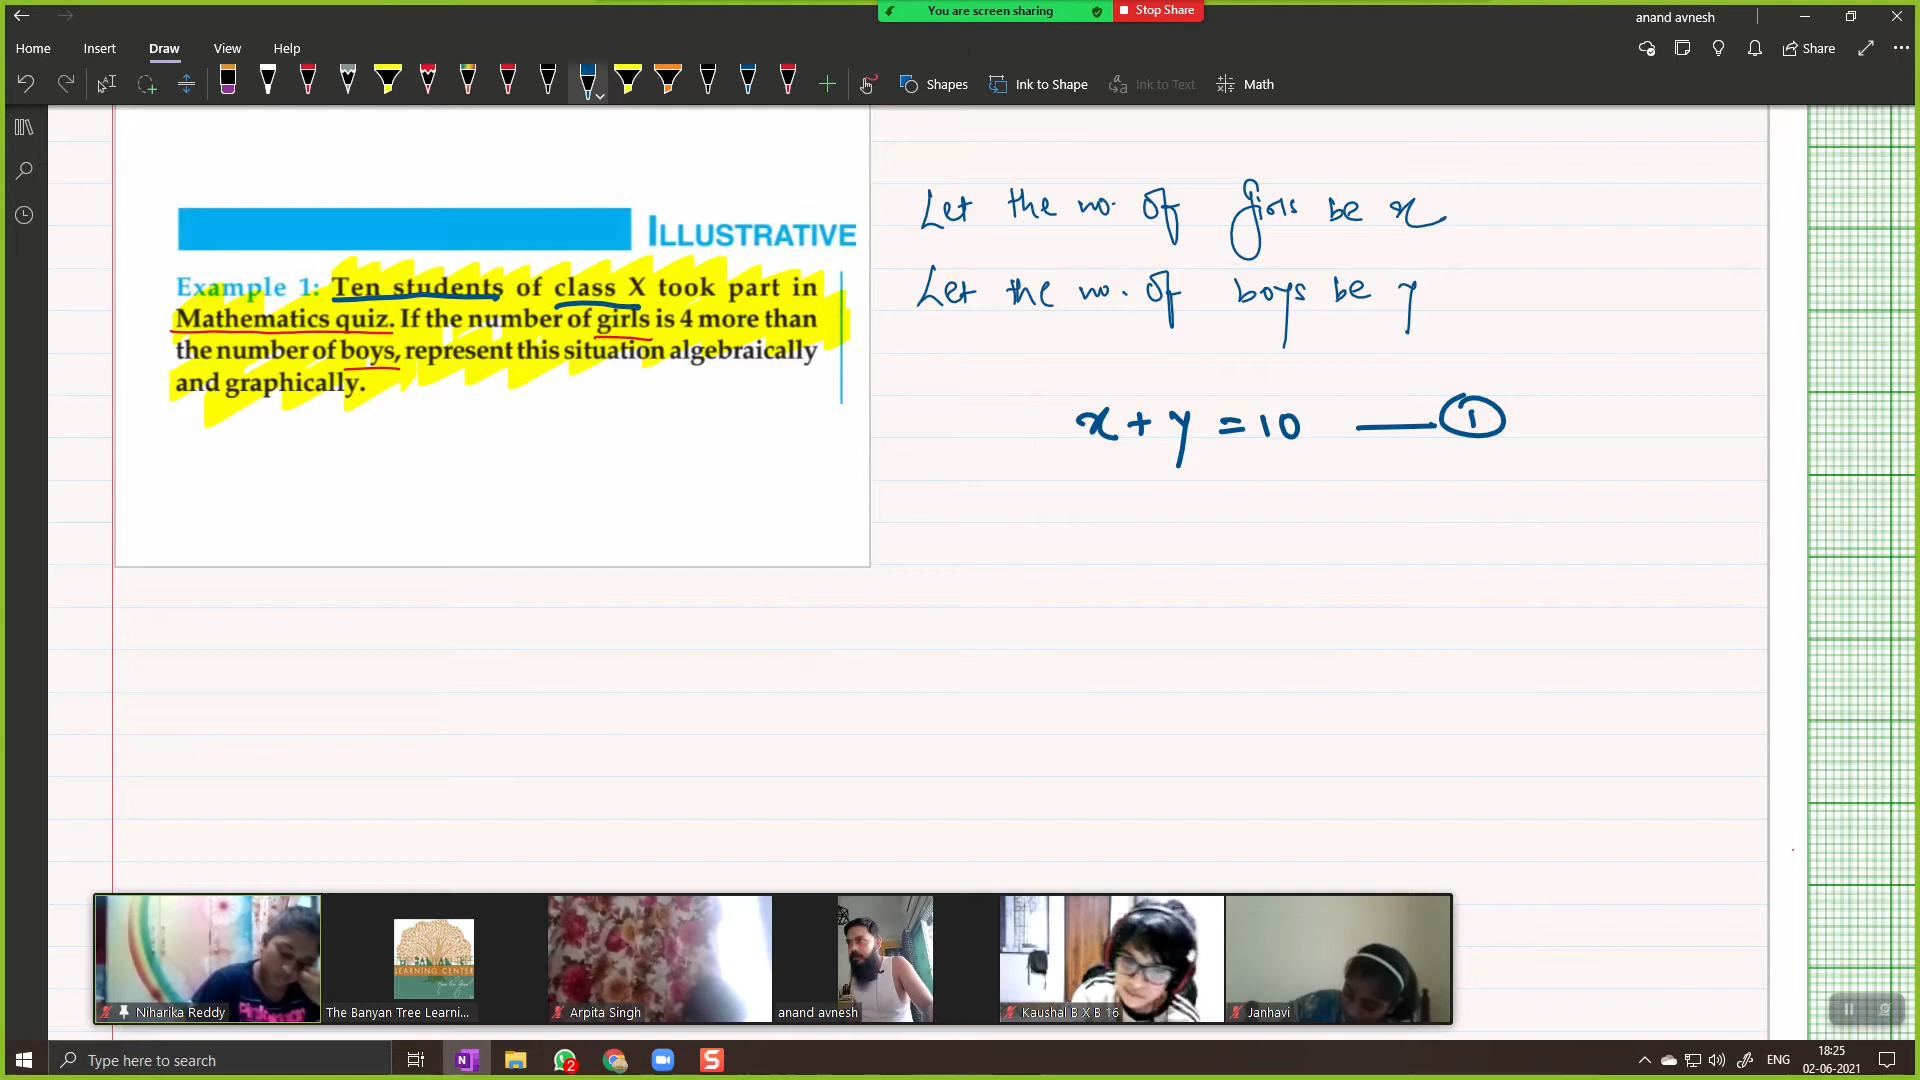 You are screen sharing
Stop Share
anand avnesh
Home Insert Draw View Help
Share
Shapes Ink to Shape Ink to Text Math
ILLUSTRATIVE
Example 1: Ten students of class X took part in
Mathematics quiz. If the number of girls is 4 more than
the number of boys, represent this situation algebraically
and graphically.
Let the no. of girls be x
Let the no. of boys be y
x + y = 10 —— 1
LEARNING CENTER
Niharika Reddy
The Banyan Tree Learni...
Arpita Singh
anand avnesh
Kaushal B X B 16
Janhavi
Type here to search
N
2
S
ENG
18:25
02-06-2021